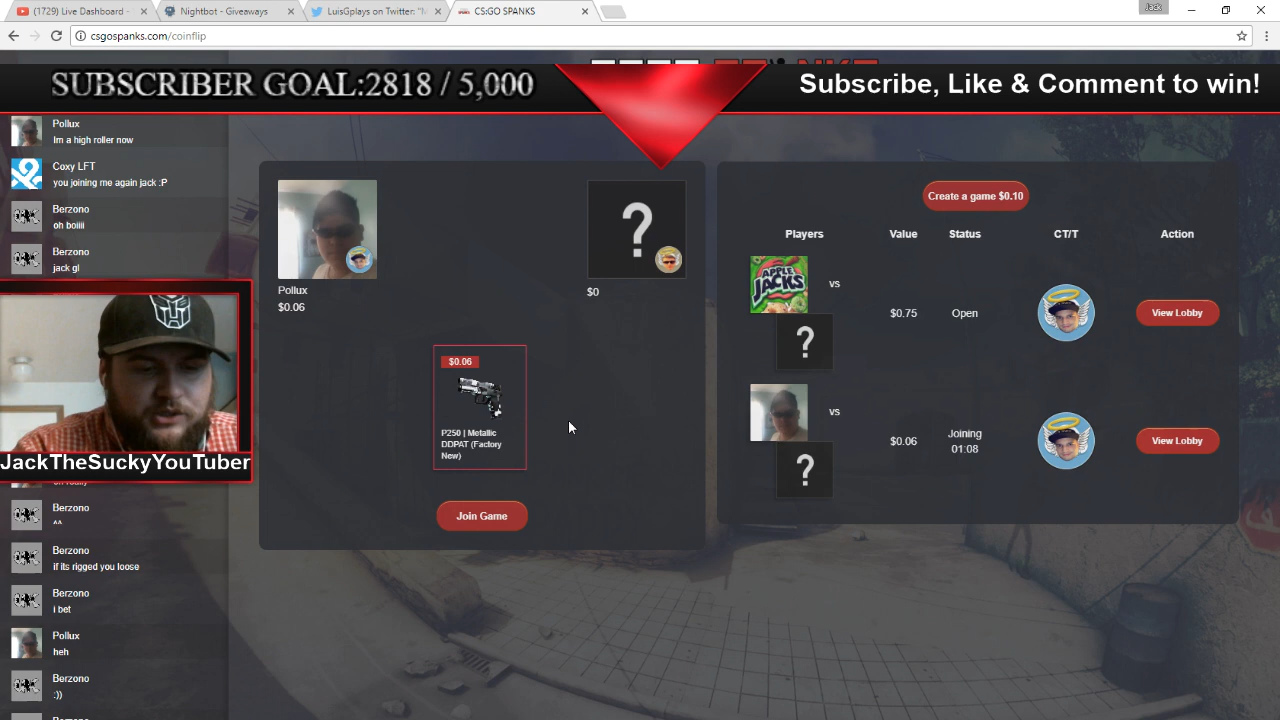 (1729) Live Dashboard -
Nightbot - Giveaways
LuisGplays on Twitter: "M
CS:GO SPANKS
Jack
csgospanks.com/coinflip
SUBSCRIBER GOAL:2818 / 5,000
Subscribe, Like & Comment to win!
Pollux
Im a high roller now
Coxy LFT
you joining me again jack :P
Berzono
oh boiiii
Berzono
jack gl
JackTheSuckyYouTuber
Berzono
^^
Berzono
if its rigged you loose
Berzono
i bet
Pollux
heh
Berzono
:))
Pollux
$0.06
?
$0
$0.06
P250 | Metallic
DDPAT (Factory
New)
Join Game
Create a game $0.10
Players
Value
Status
CT/T
Action
APPLE
JACKS
vs
?
$0.75
Open
View Lobby
vs
?
$0.06
Joining
01:08
View Lobby